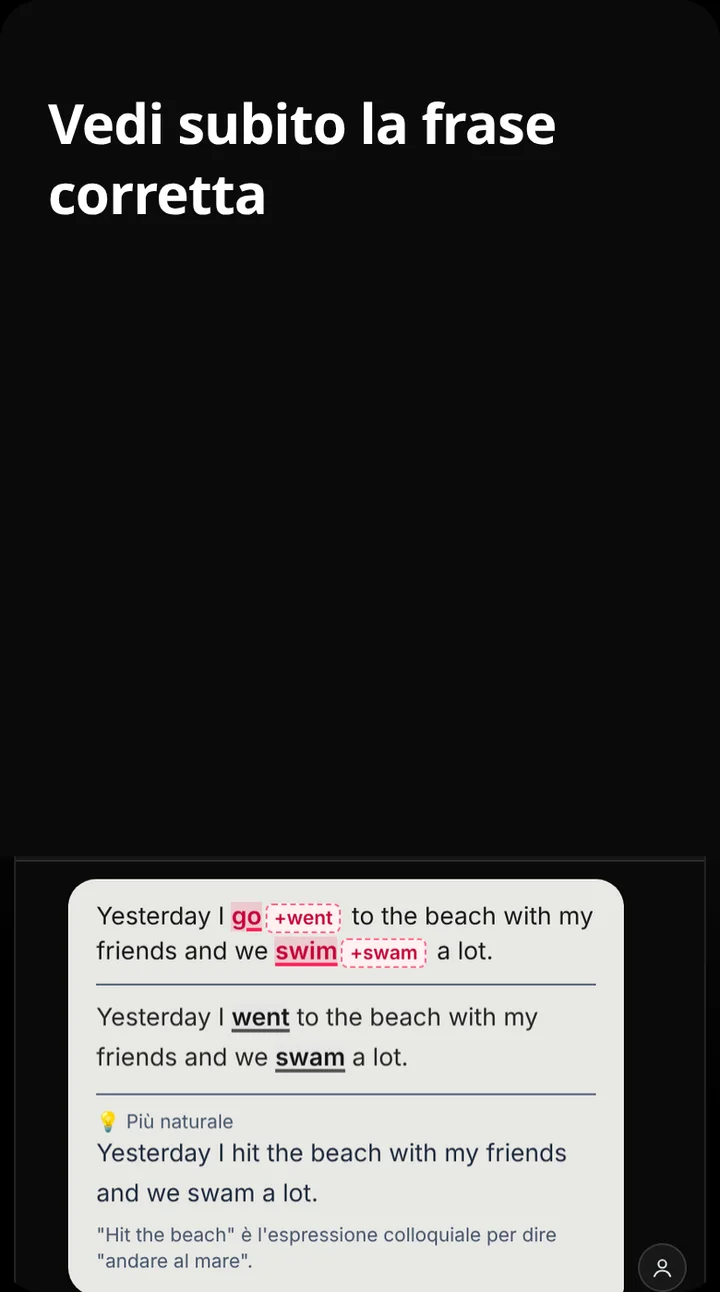 Vedi subito la frase
corretta
Yesterday I go +went to the beach with my
friends and we swim +swam a lot.
Yesterday I went to the beach with my
friends and we swam a lot.
💡 Più naturale
Yesterday I hit the beach with my friends
and we swam a lot.
"Hit the beach" è l'espressione colloquiale per dire
"andare al mare".